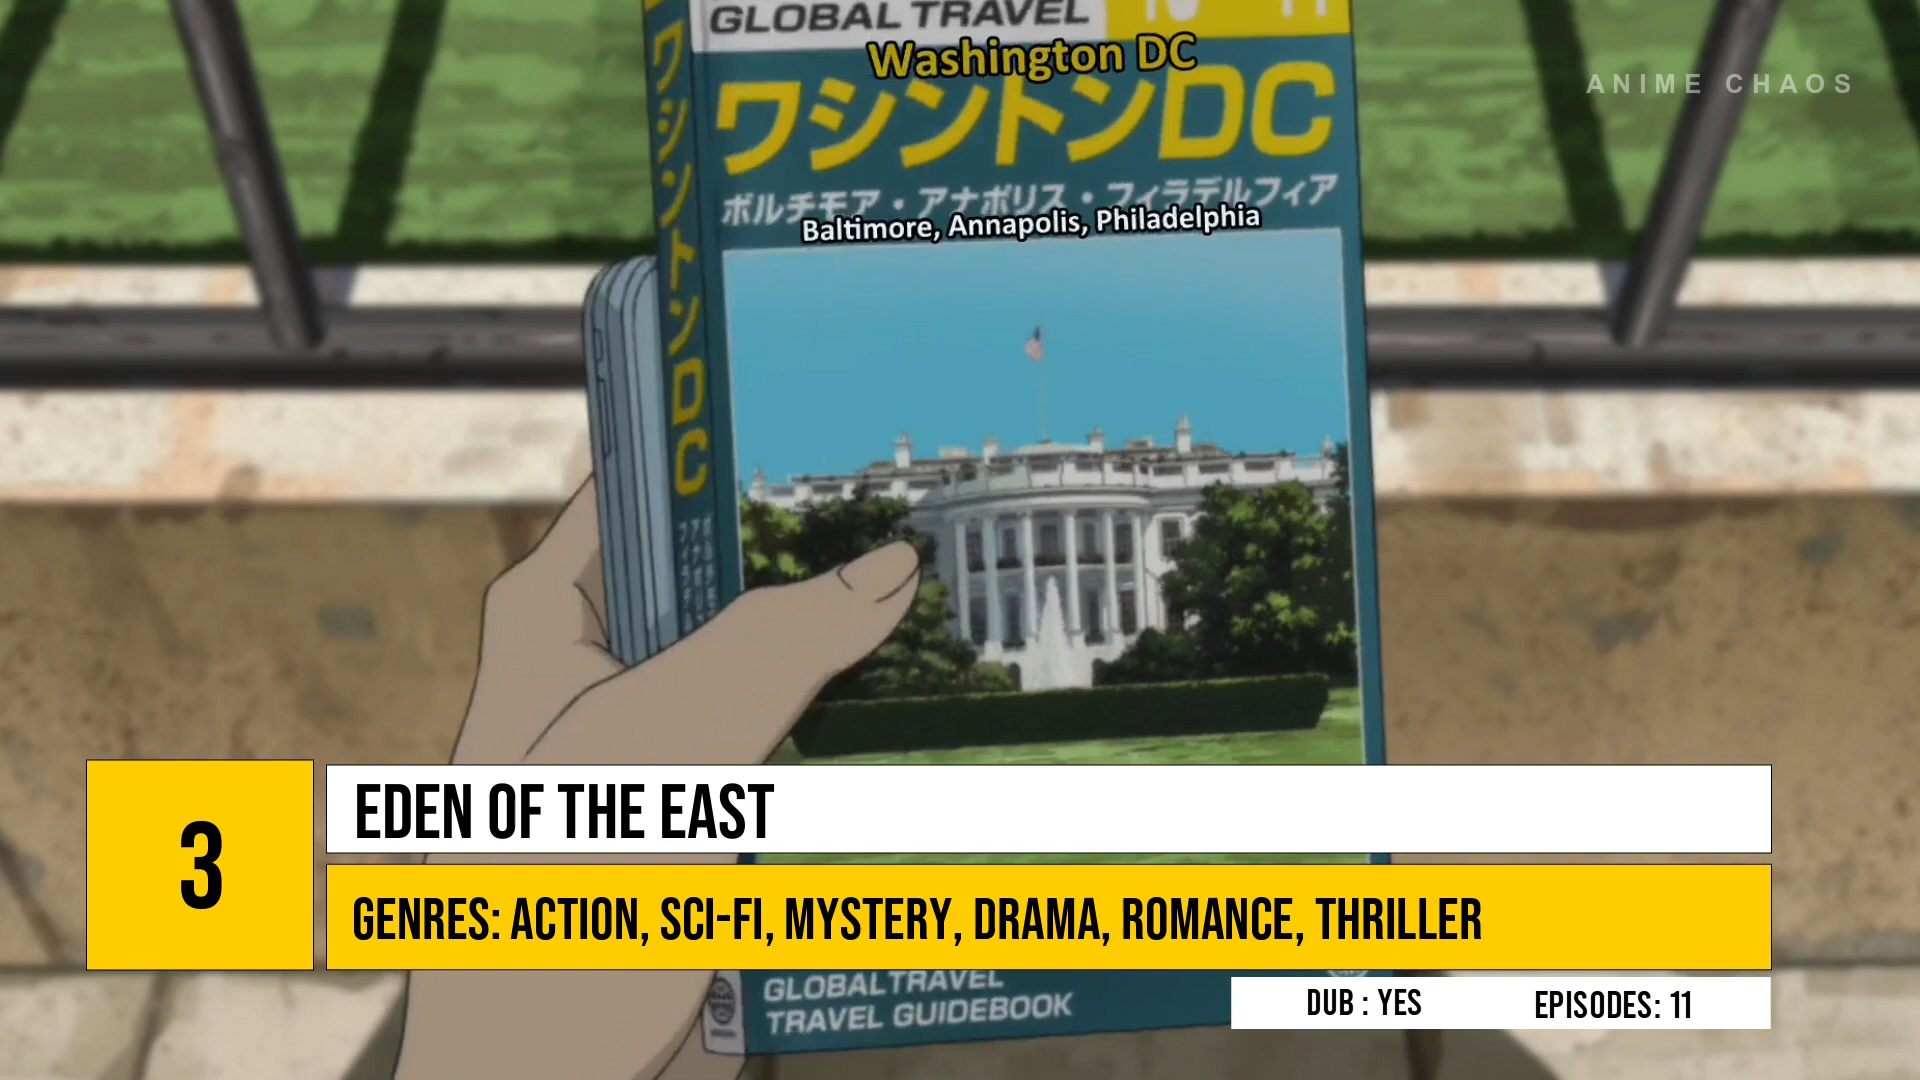 GLOBAL TRAVEL
Washington DC
ワシントンDC
ANIME CHAOS
ボルチモア・アナポリス・フィラデルフィア
Baltimore, Annapolis, Philadelphia
ワシントンDC
3
EDEN OF THE EAST
GENRES: ACTION, SCI-FI, MYSTERY, DRAMA, ROMANCE, THRILLER
GLOBAL TRAVEL
TRAVEL GUIDEBOOK
DUB : YES
EPISODES: 11